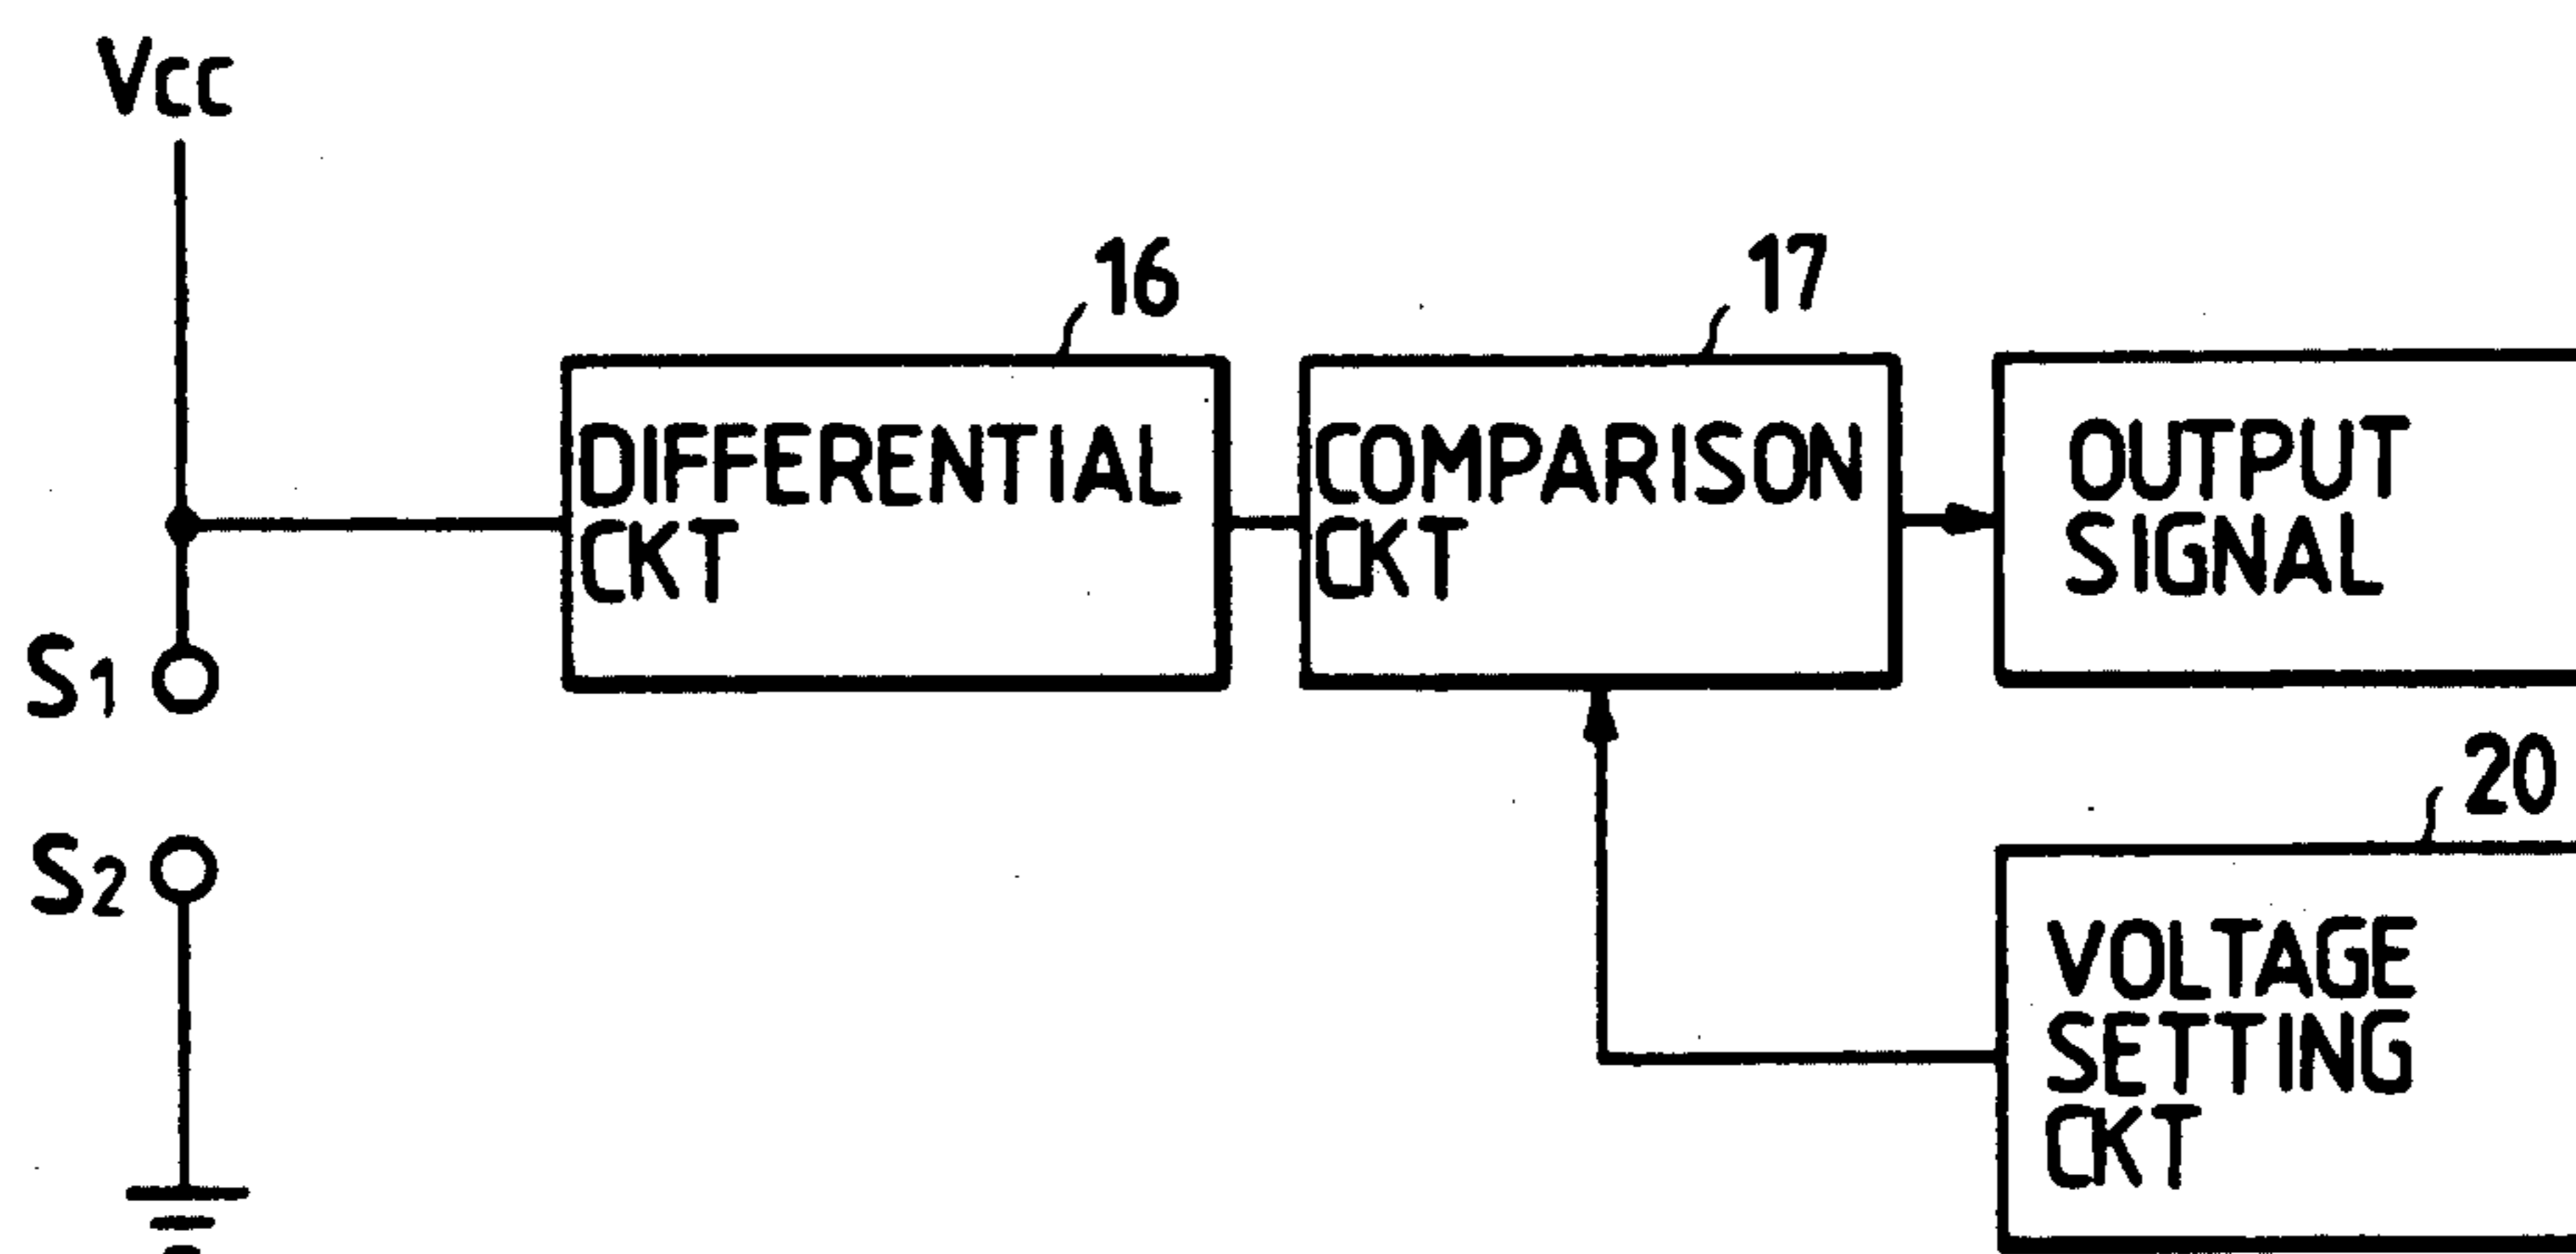 Vcc
16
17
DIFFERENTIAL
CKT
COMPARISON
CKT
OUTPUT
SIGNAL
S1
20
S2
VOLTAGE
SETTING
CKT